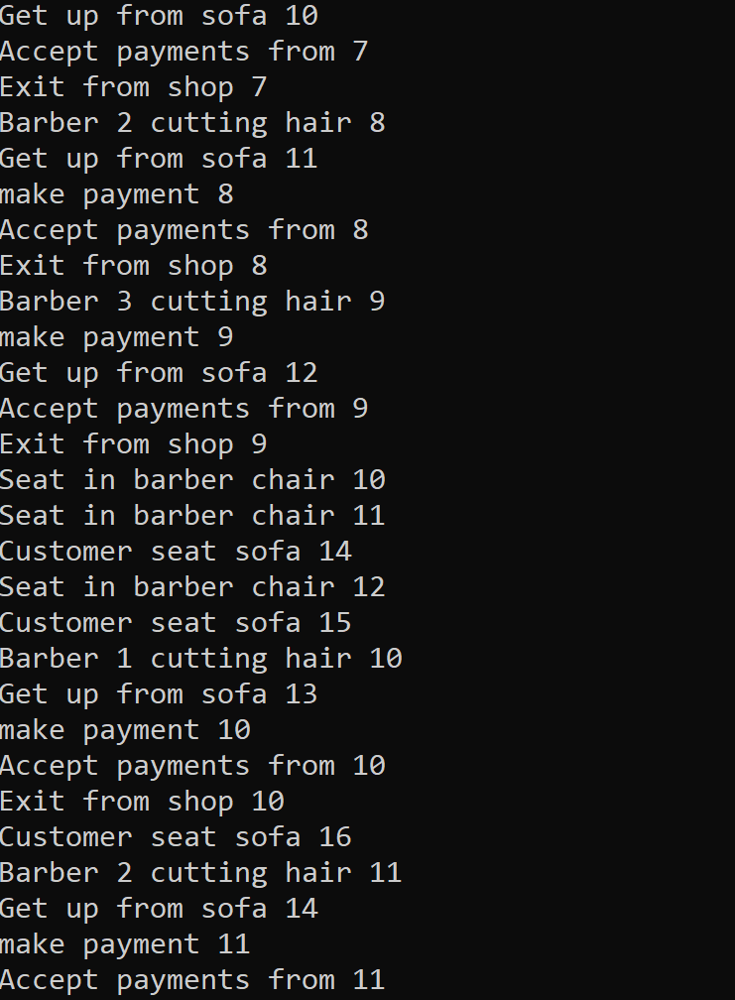 Get up from sofa 10
Accept payments from 7
Exit from shop 7
Barber 2 cutting hair 8
Get up from sofa 11
make payment 8
Accept payments from 8
Exit from shop 8
Barber 3 cutting hair 9
make payment 9
Get up from sofa 12
Accept payments from 9
Exit from shop 9
Seat in barber chair 10
Seat in barber chair 11
Customer seat sofa 14
Seat in barber chair 12
Customer seat sofa 15
Barber 1 cutting hair 10
Get up from sofa 13
make payment 10
Accept payments from 10
Exit from shop 10
Customer seat sofa 16
Barber 2 cutting hair 11
Get up from sofa 14
make payment 11
Accept payments from 11